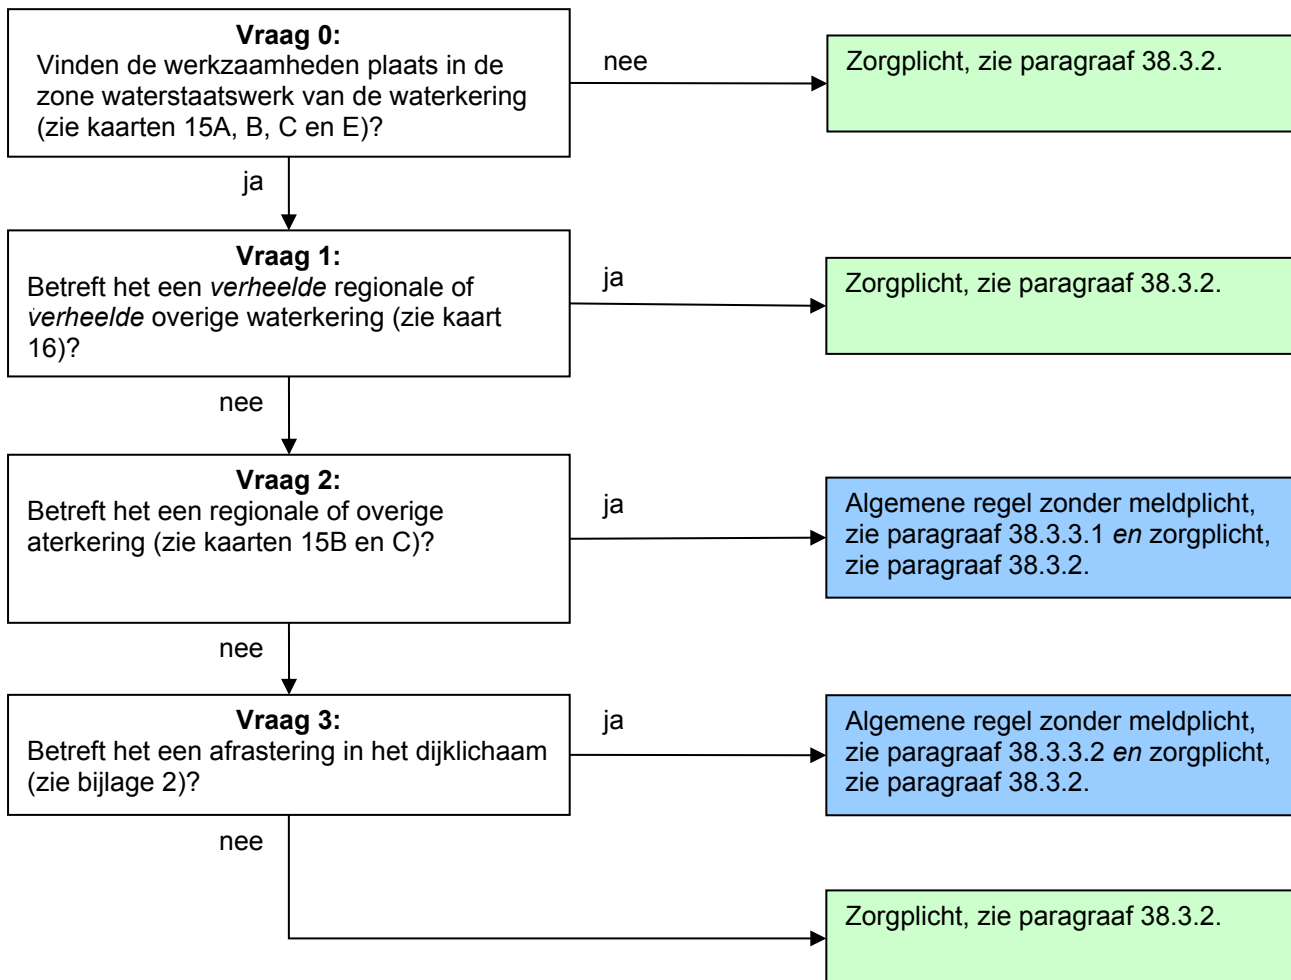 Vraag 0:
Vinden de werkzaamheden plaats in de
zone waterstaatswerk van de waterkering
(zie kaarten 15A, B, C en E)?
nee
Zorgplicht, zie paragraaf 38.3.2.
ja
Vraag 1:
Betreft het een verheelde regionale of
verheelde overige waterkering (zie kaart
16)?
ja
Zorgplicht, zie paragraaf 38.3.2.
nee
Vraag 2:
Betreft het een regionale of overige
aterkering (zie kaarten 15B en C)?
ja
Algemene regel zonder meldplicht,
zie paragraaf 38.3.3.1 en zorgplicht,
zie paragraaf 38.3.2.
nee
Vraag 3:
Betreft het een afrastering in het dijklichaam
(zie bijlage 2)?
ja
Algemene regel zonder meldplicht,
zie paragraaf 38.3.3.2 en zorgplicht,
zie paragraaf 38.3.2.
nee
Zorgplicht, zie paragraaf 38.3.2.